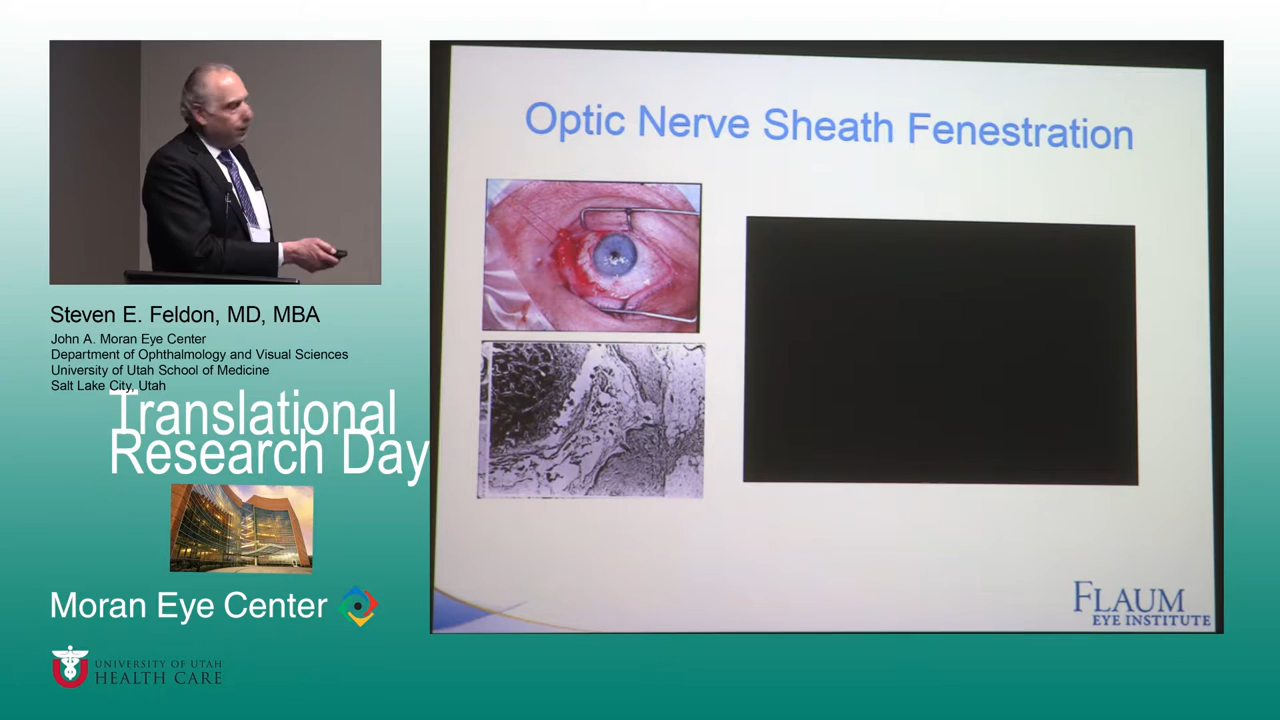 Optic Nerve Sheath Fenestration
FLAUM
EYE INSTITUTE
Steven E. Feldon, MD, MBA
John A. Moran Eye Center
Department of Ophthalmology and Visual Sciences
University of Utah School of Medicine
Salt Lake City, Utah
Translational
Research Day
Moran Eye Center
U
UNIVERSITY OF UTAH
HEALTH CARE